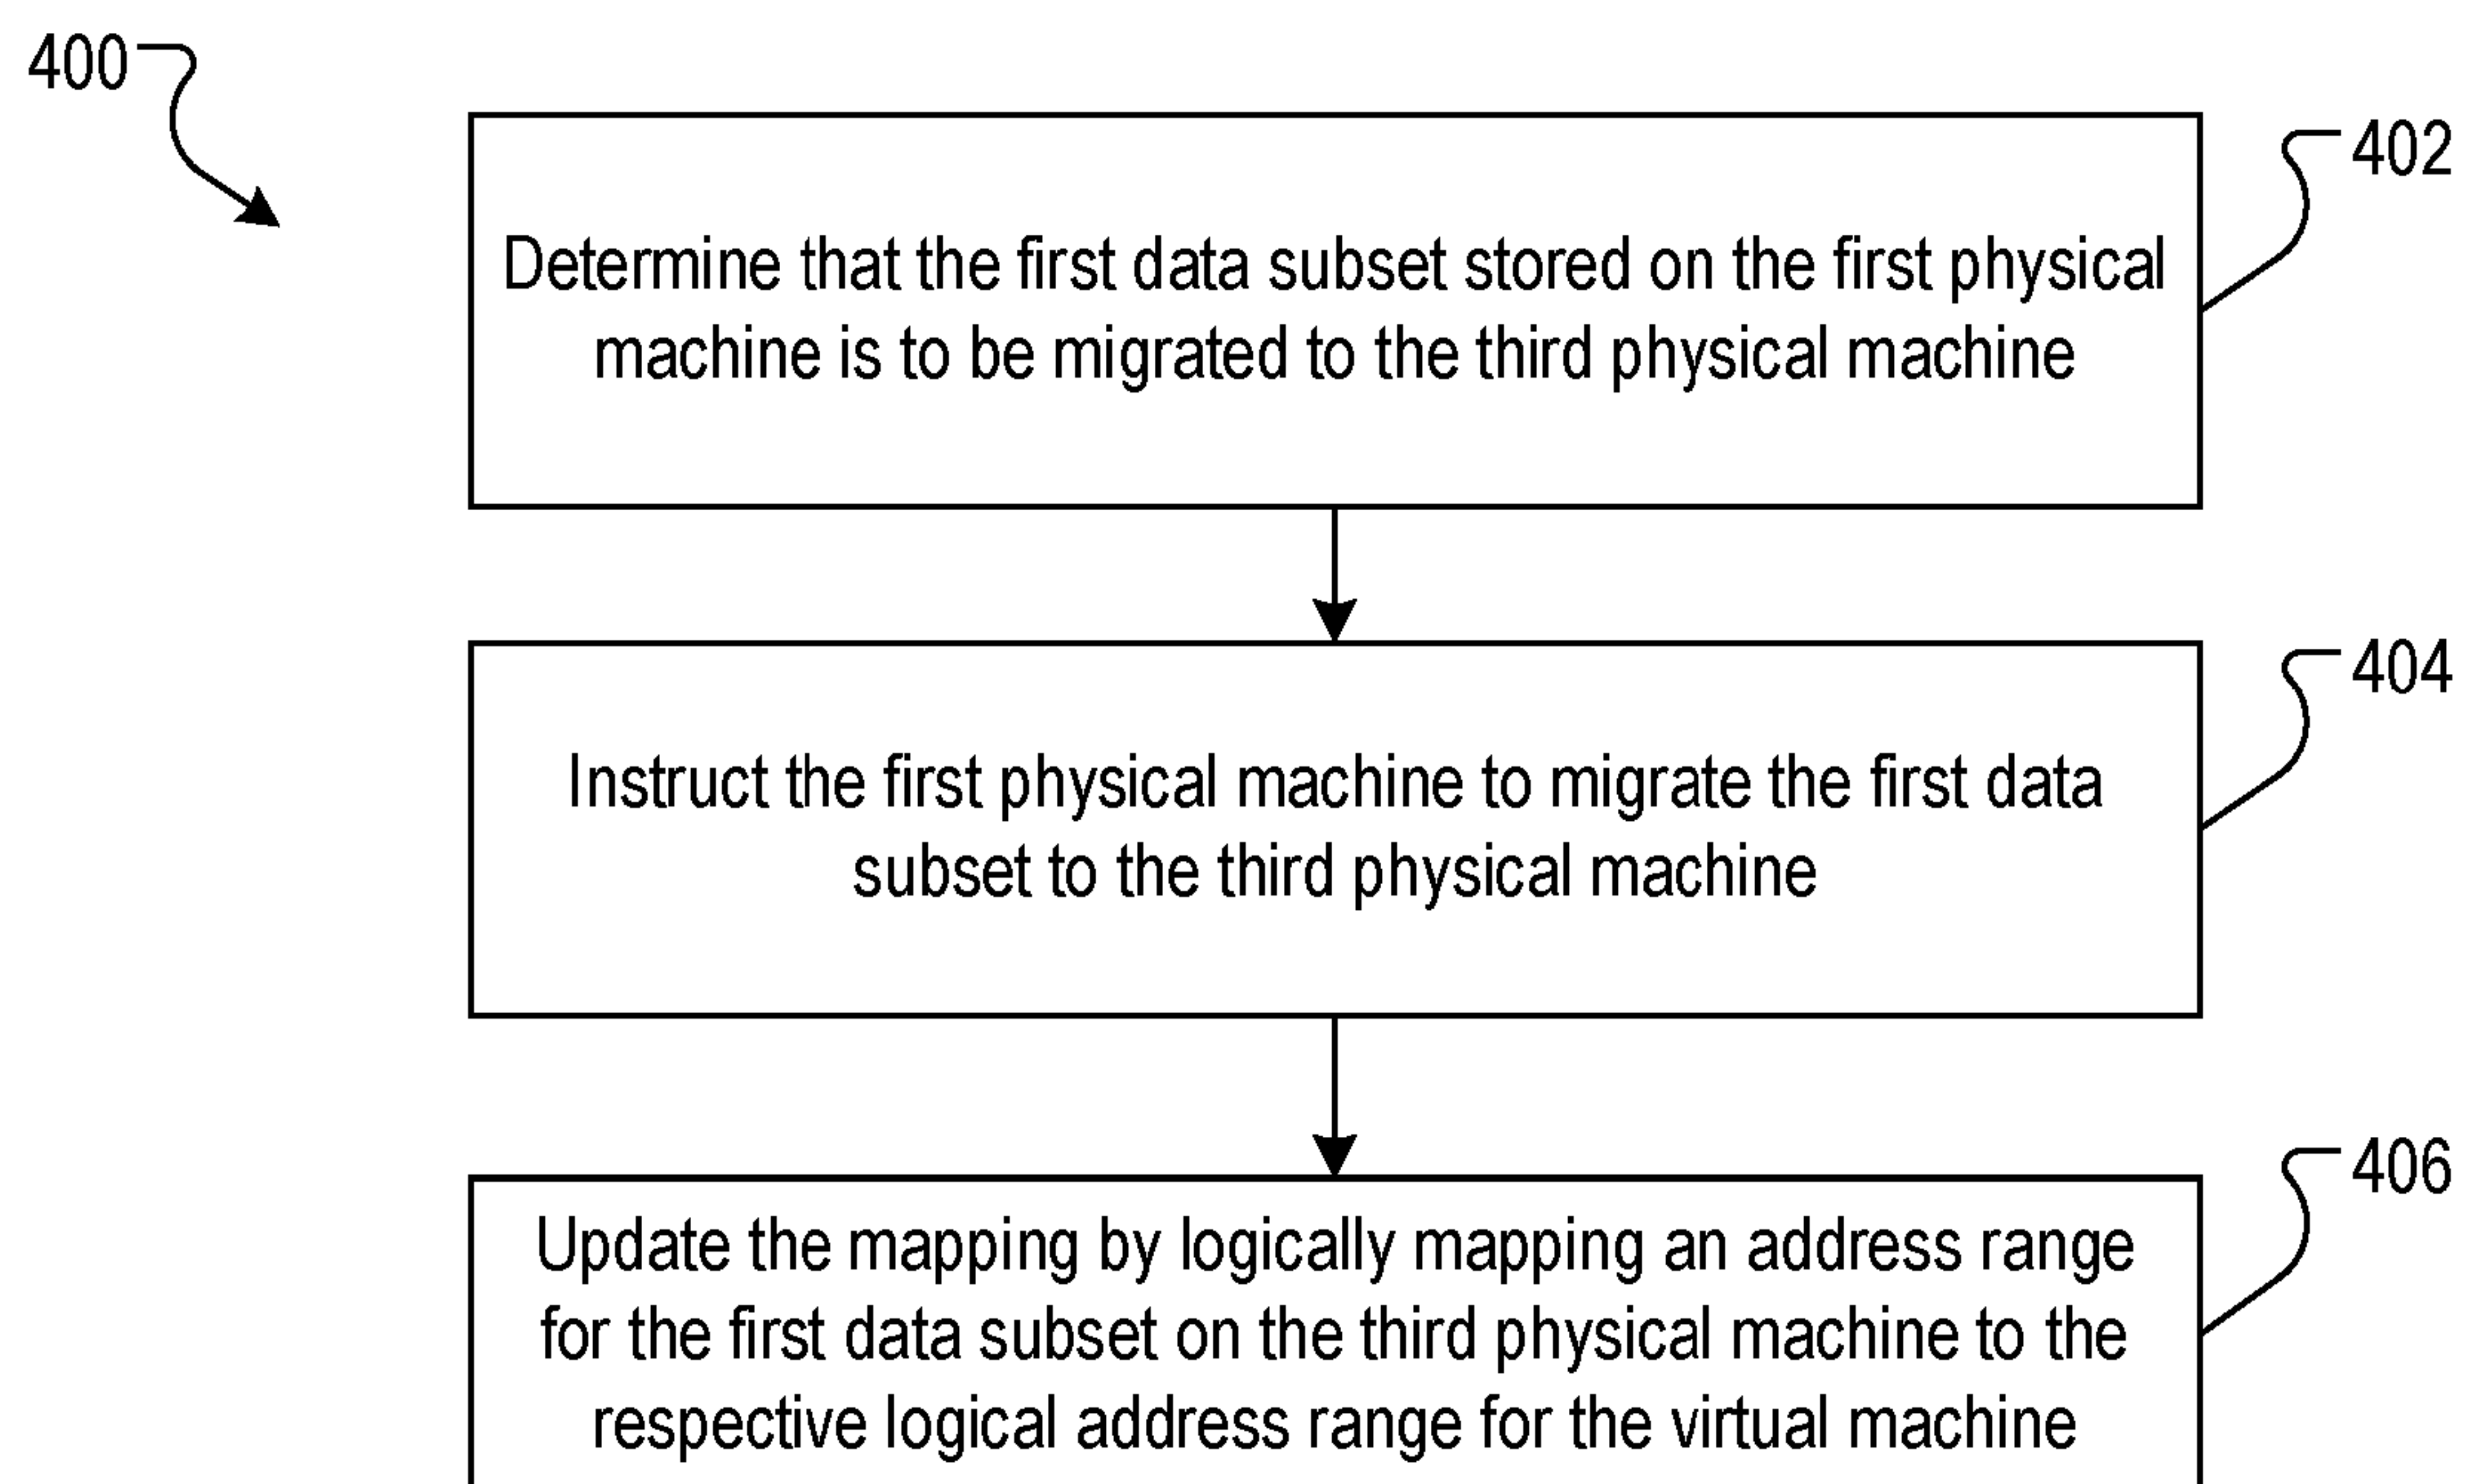 400
402
Determine that the first data subset stored on the first physical
machine is to be migrated to the third physical machine
404
Instruct the first physical machine to migrate the first data
subset to the third physical machine
406
Update the mapping by logically mapping an address range
for the first data subset on the third physical machine to the
respective logical address range for the virtual machine